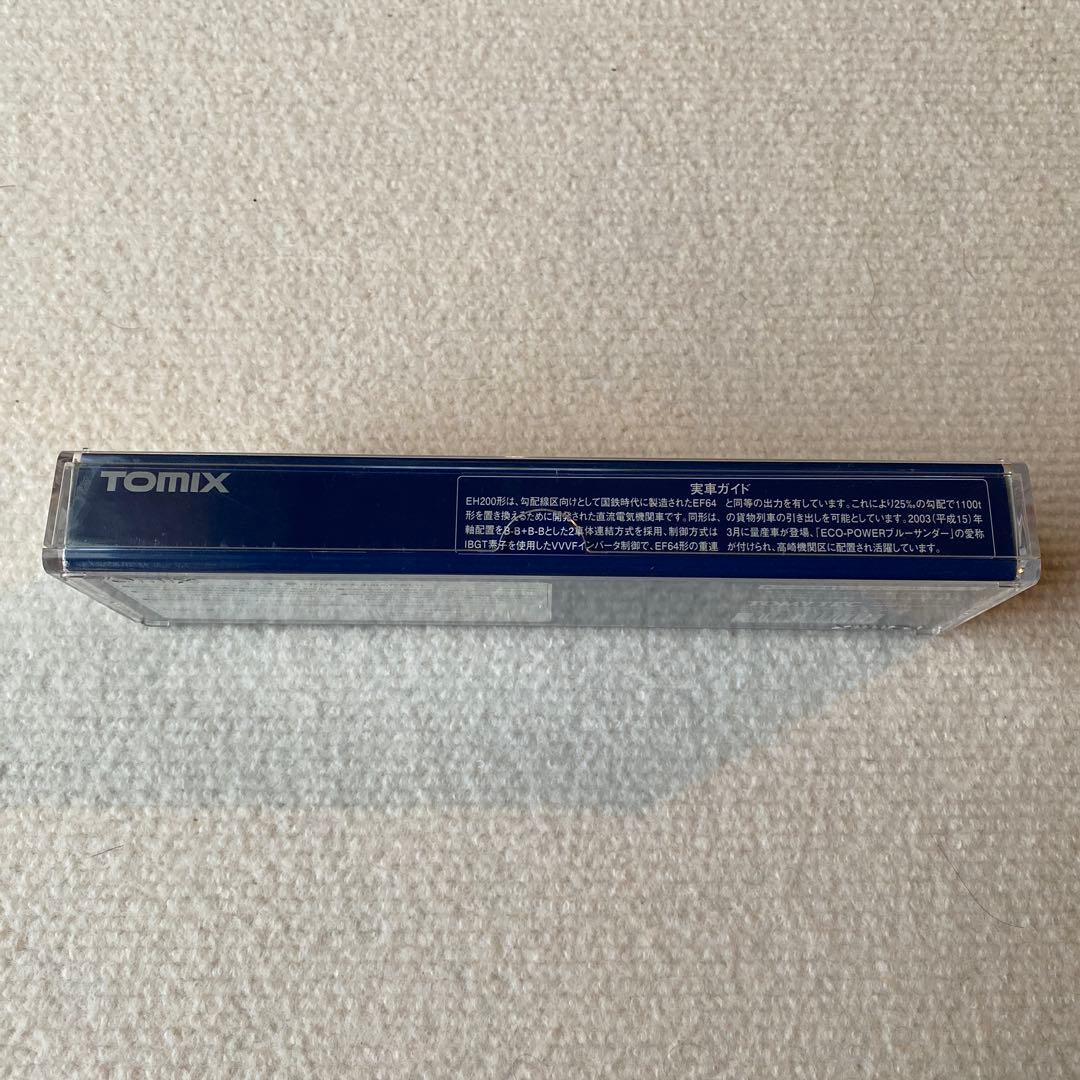 TOMIX
実車ガイド
EH200形は、勾配線区向けとして国鉄時代に製造されたEF64
形を置き換えるために開発された直流電気機関車です。同形は、
軸配置をB-B+B-Bとした2車体連結方式を採用、制御方式は
IBGT素子を使用したVVVFインバータ制御で、EF64形の重連
と同等の出力を有しています。これにより25‰の勾配で1100t
の貨物列車の引き出しを可能としています。2003(平成15)年
3月に量産車が登場、「ECO-POWERブルーサンダー」の愛称
が付けられ、高崎機関区に配置され活躍しています。